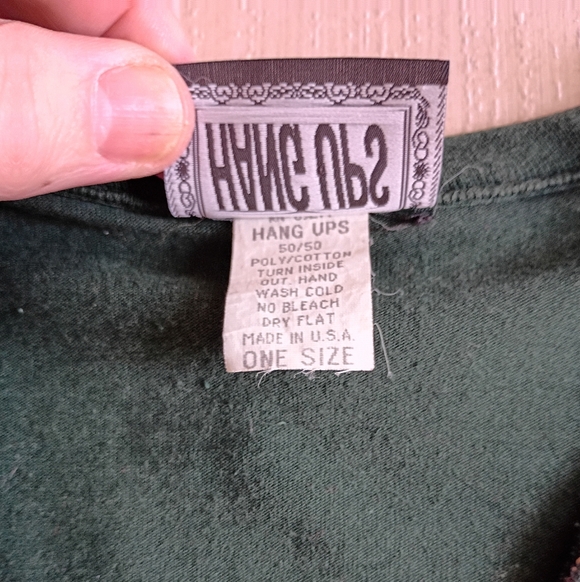 HANG UPS
HANG UPS
50/50
POLY/COTTON
TURN INSIDE
OUT. HAND
WASH COLD
NO BLEACH
DRY FLAT
MADE IN U.S.A.
ONE SIZE